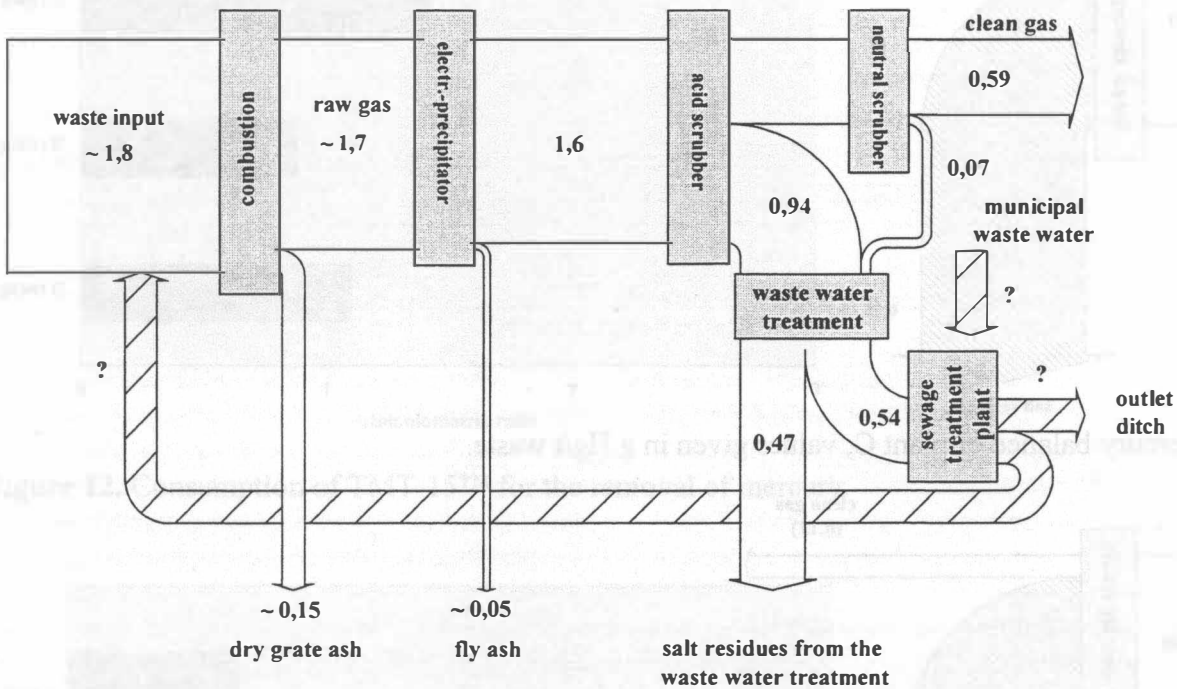 clean gas
0,59
waste input
~ 1,8
combustion
raw gas
~ 1,7
electr.-precipitator
1,6
acid scrubber
neutral scrubber
0,94
0,07
municipal
waste water
?
waste water
treatment
?
0,47
0,54
sewage
treatment
plant
?
outlet
ditch
~ 0,15
dry grate ash
~ 0,05
fly ash
salt residues from the
waste water treatment